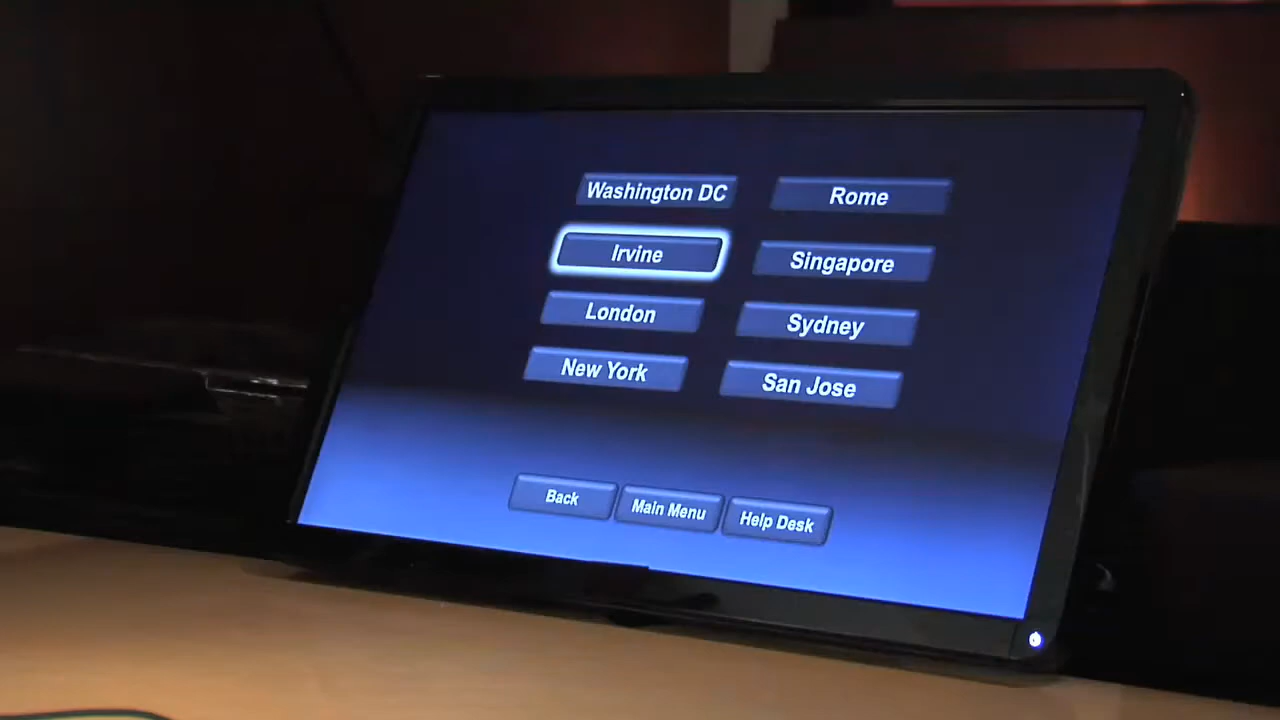 Washington DC
Rome
Irvine
Singapore
London
Sydney
New York
San Jose
Back
Main Menu
Help Desk